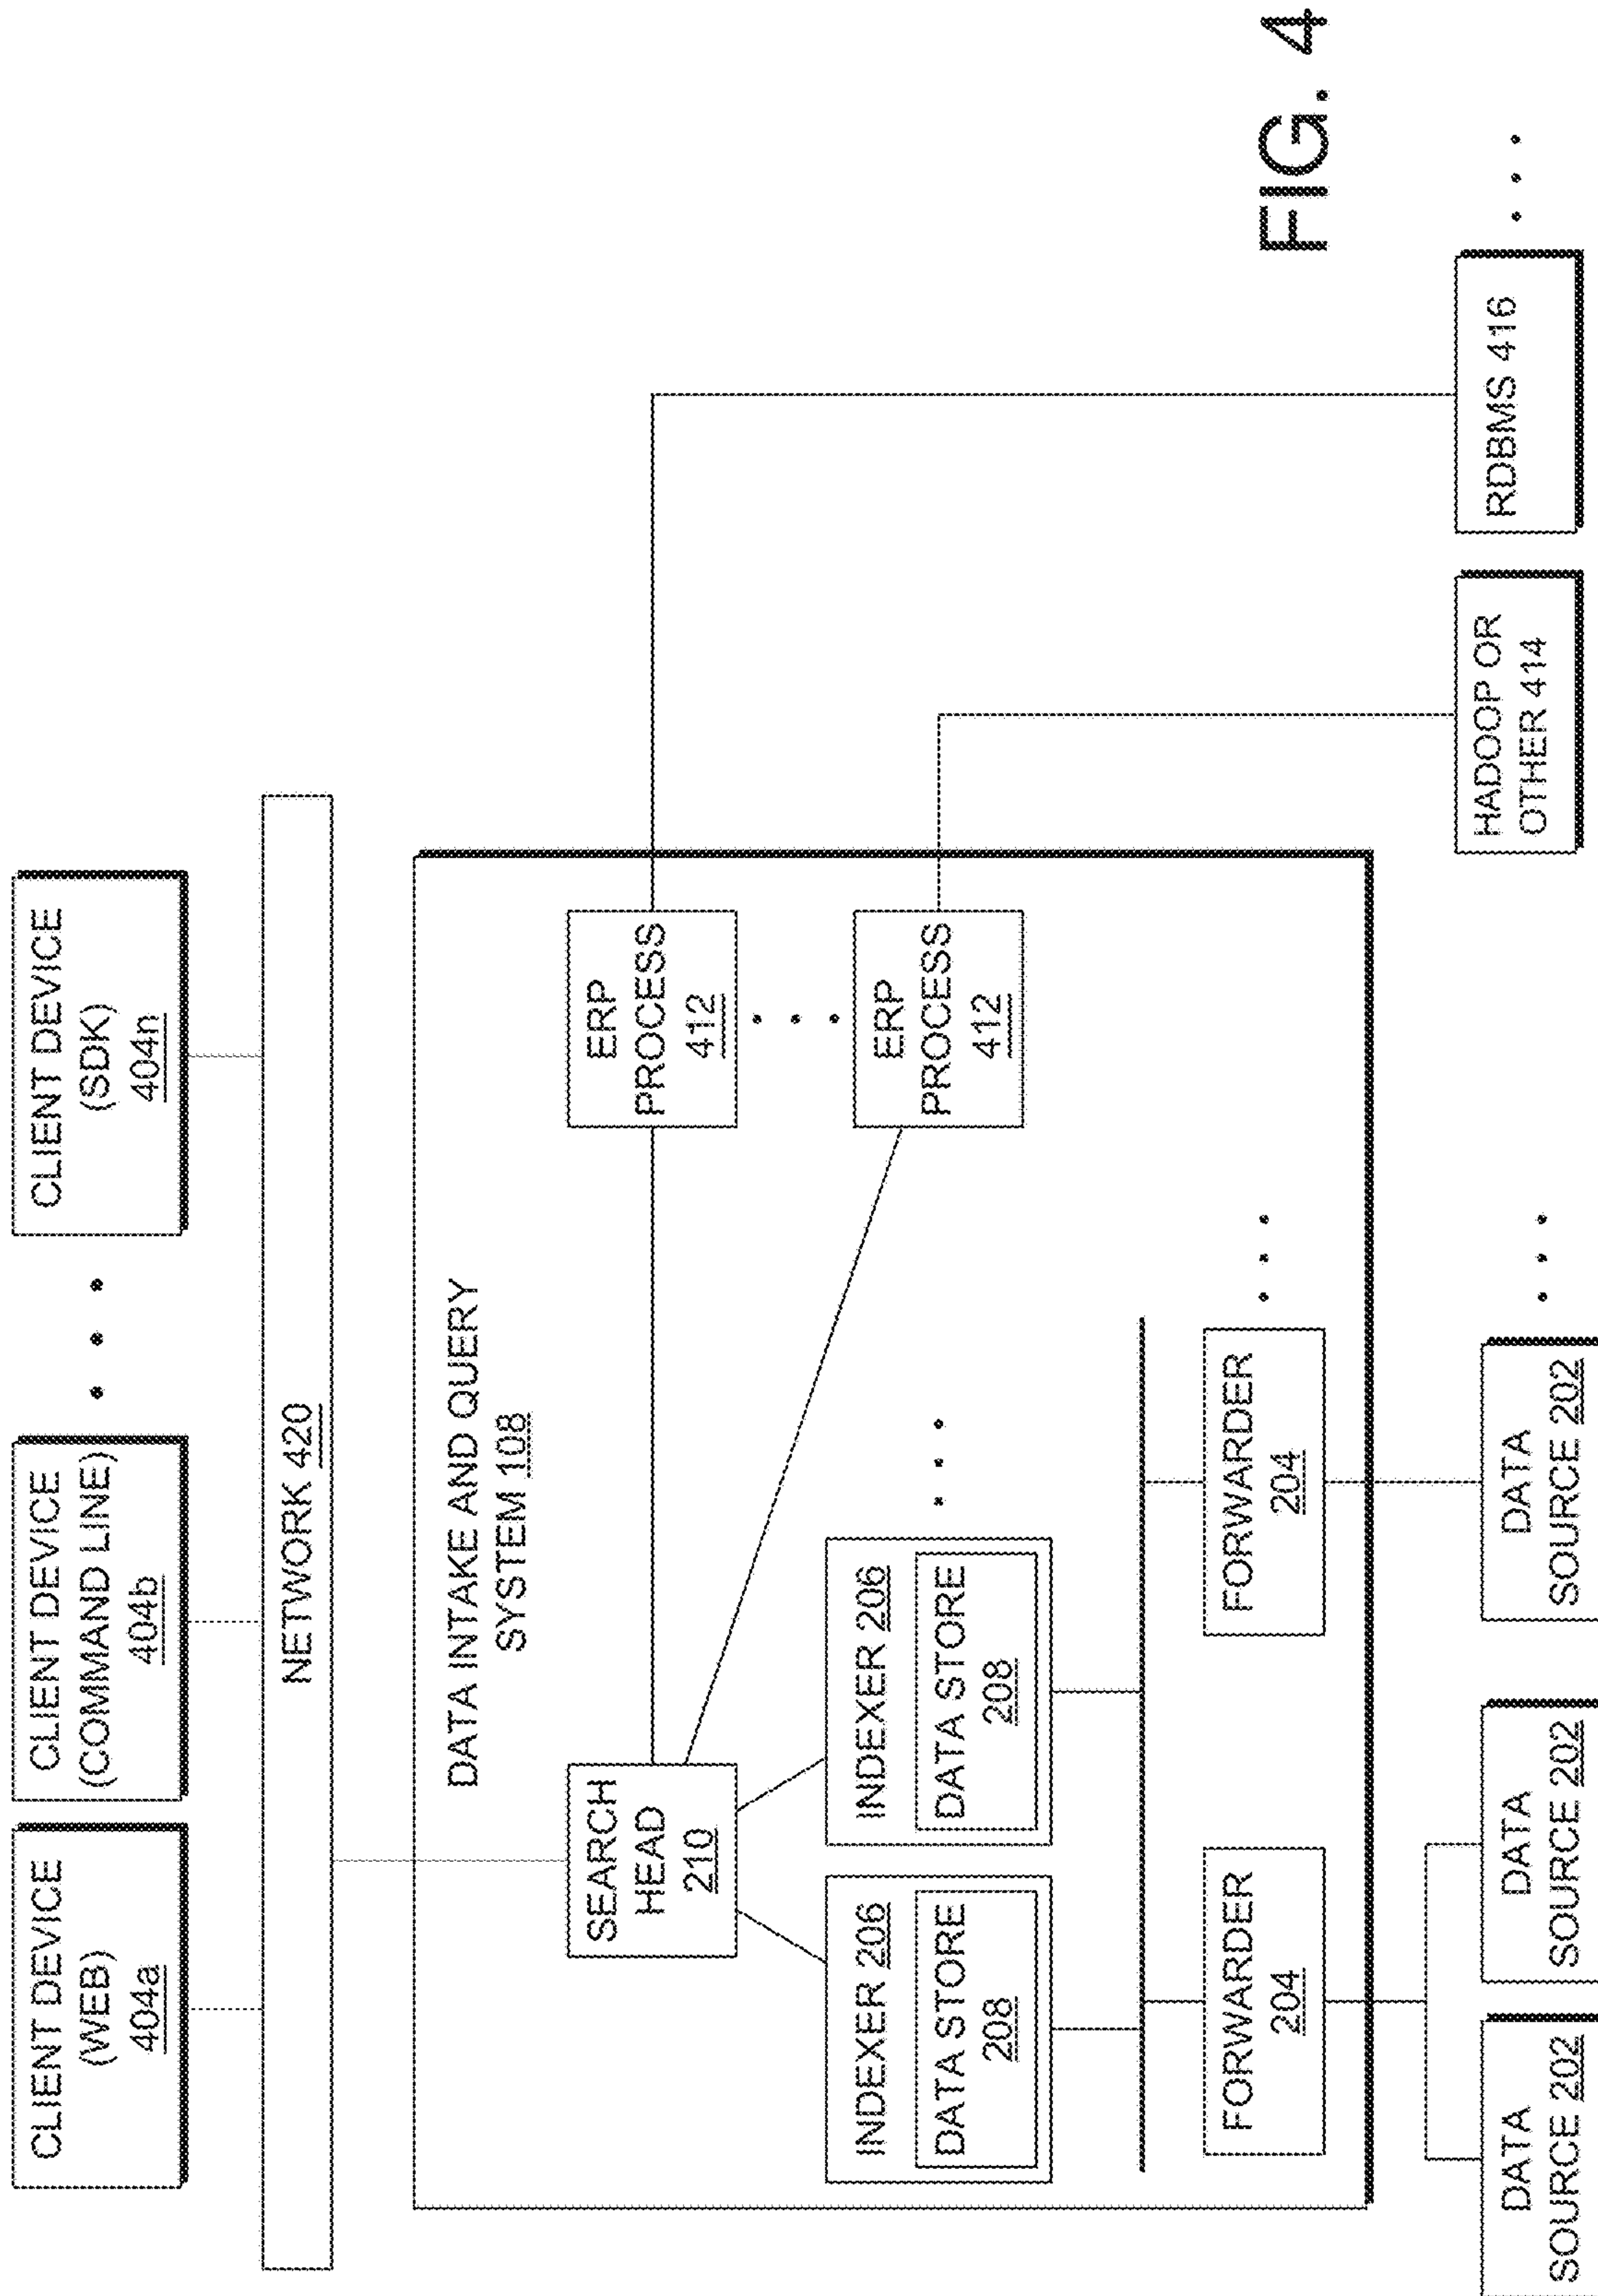 CLIENT DEVICE
(WEB)
404a
CLIENT DEVICE
(COMMAND LINE)
404b
CLIENT DEVICE
(SDK)
404n
NETWORK 420
DATA INTAKE AND QUERY
SYSTEM 108
SEARCH
HEAD
210
ERP
PROCESS
412
ERP
PROCESS
412
INDEXER 206
DATA STORE
208
INDEXER 206
DATA STORE
208
FORWARDER
204
FORWARDER
204
DATA
SOURCE 202
DATA
SOURCE 202
DATA
SOURCE 202
HADOOP OR
OTHER 414
RDBMS 416
FIG. 4